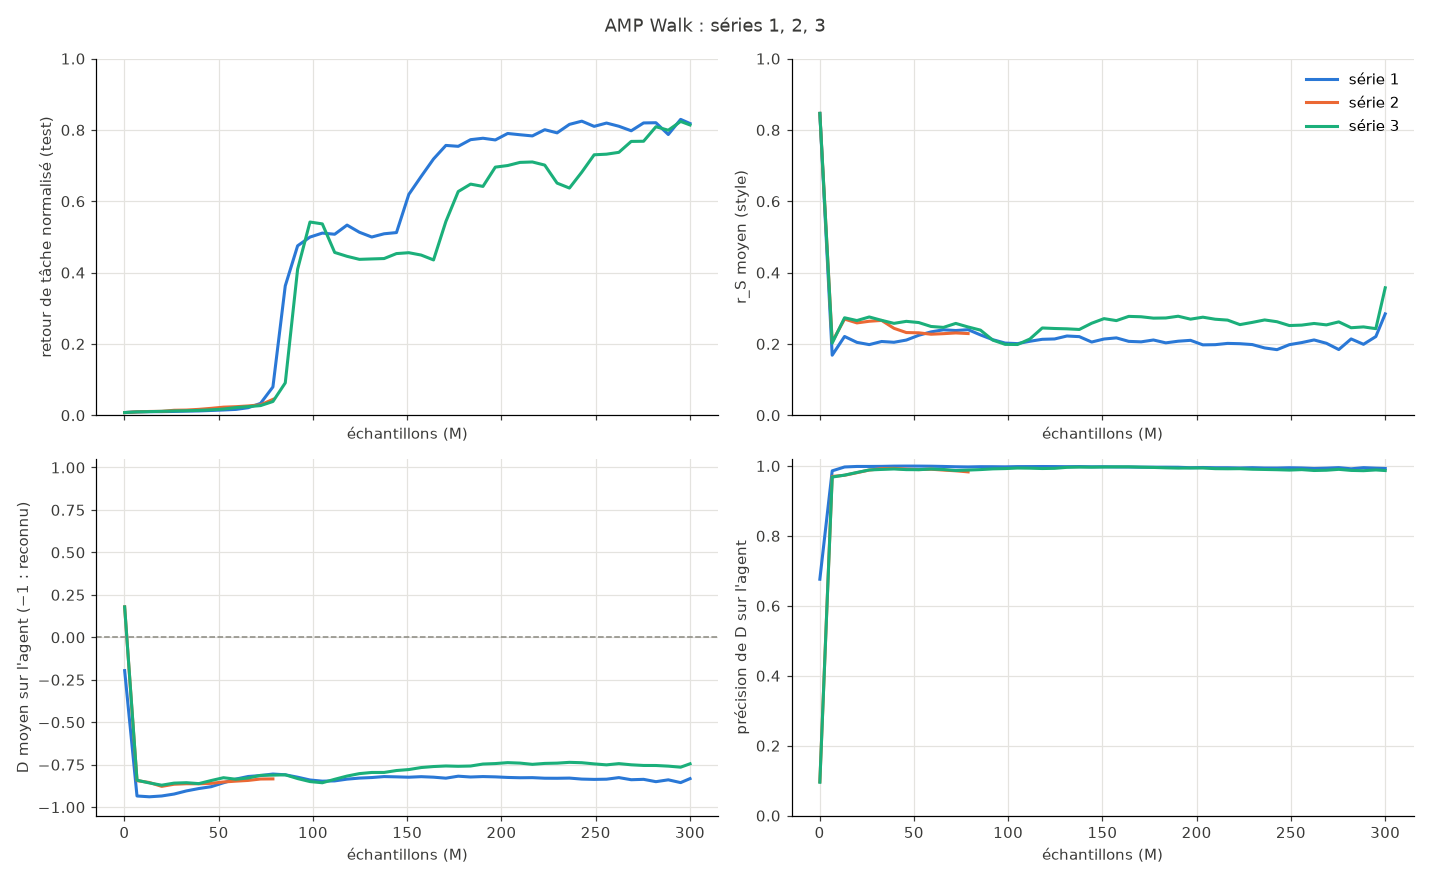 AMP Walk : séries 1, 2, 3
retour de tâche normalisé (test)
1.0
0.8
0.6
0.4
0.2
0.0
échantillons (M)
r_S moyen (style)
1.0
0.8
0.6
0.4
0.2
0.0
série 1
série 2
série 3
échantillons (M)
D moyen sur l'agent (−1 : reconnu)
1.00
0.75
0.50
0.25
0.00
−0.25
−0.50
−0.75
−1.00
0 50 100 150 200 250 300
échantillons (M)
précision de D sur l'agent
1.0
0.8
0.6
0.4
0.2
0.0
0 50 100 150 200 250 300
échantillons (M)